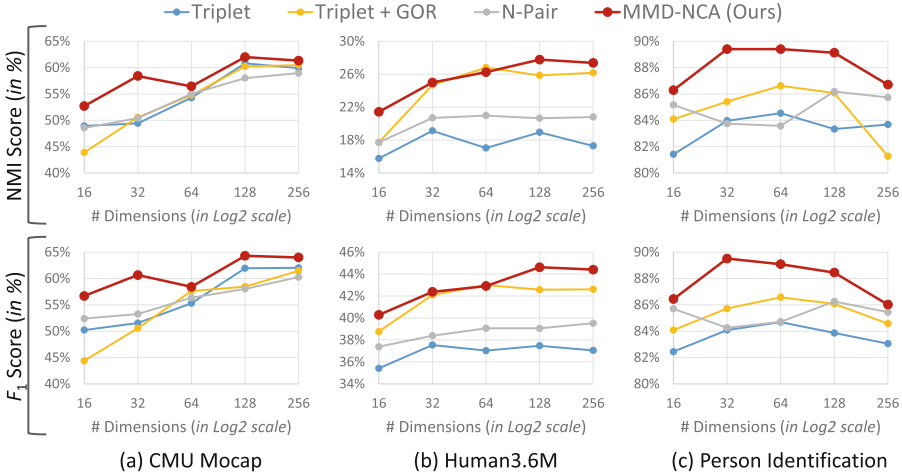 Triplet Triplet + GOR N-Pair MMD-NCA (Ours)
NMI Score (in %)
65%
60%
55%
50%
45%
40%
16 32 64 128 256
# Dimensions (in Log2 scale)
30%
26%
22%
18%
14%
16 32 64 128 256
# Dimensions (in Log2 scale)
90%
88%
86%
84%
82%
80%
16 32 64 128 256
# Dimensions (in Log2 scale)
F1 Score (in %)
65%
60%
55%
50%
45%
40%
16 32 64 128 256
# Dimensions (in Log2 scale)
46%
44%
42%
40%
38%
36%
34%
16 32 64 128 256
# Dimensions (in Log2 scale)
90%
88%
86%
84%
82%
80%
16 32 64 128 256
# Dimensions (in Log2 scale)
(a) CMU Mocap (b) Human3.6M (c) Person Identification